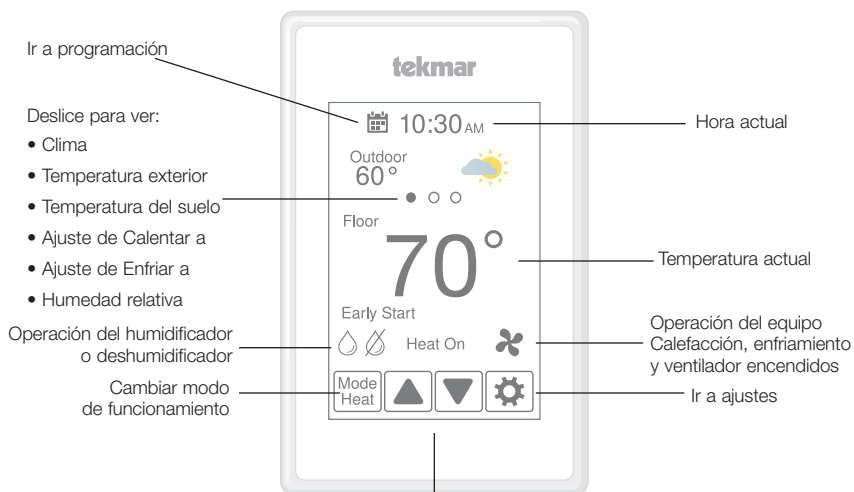 Ir a programación
Deslice para ver:
• Clima
• Temperatura exterior
• Temperatura del suelo
• Ajuste de Calentar a
• Ajuste de Enfriar a
• Humedad relativa
Operación del humidificador
o deshumidificador
Cambiar modo
de funcionamiento
tekmar
10:30 AM
Outdoor
60°
Floor
70°
Early Start
Heat On
Mode
Heat
Hora actual
Temperatura actual
Operación del equipo
Calefacción, enfriamiento
y ventilador encendidos
Ir a ajustes